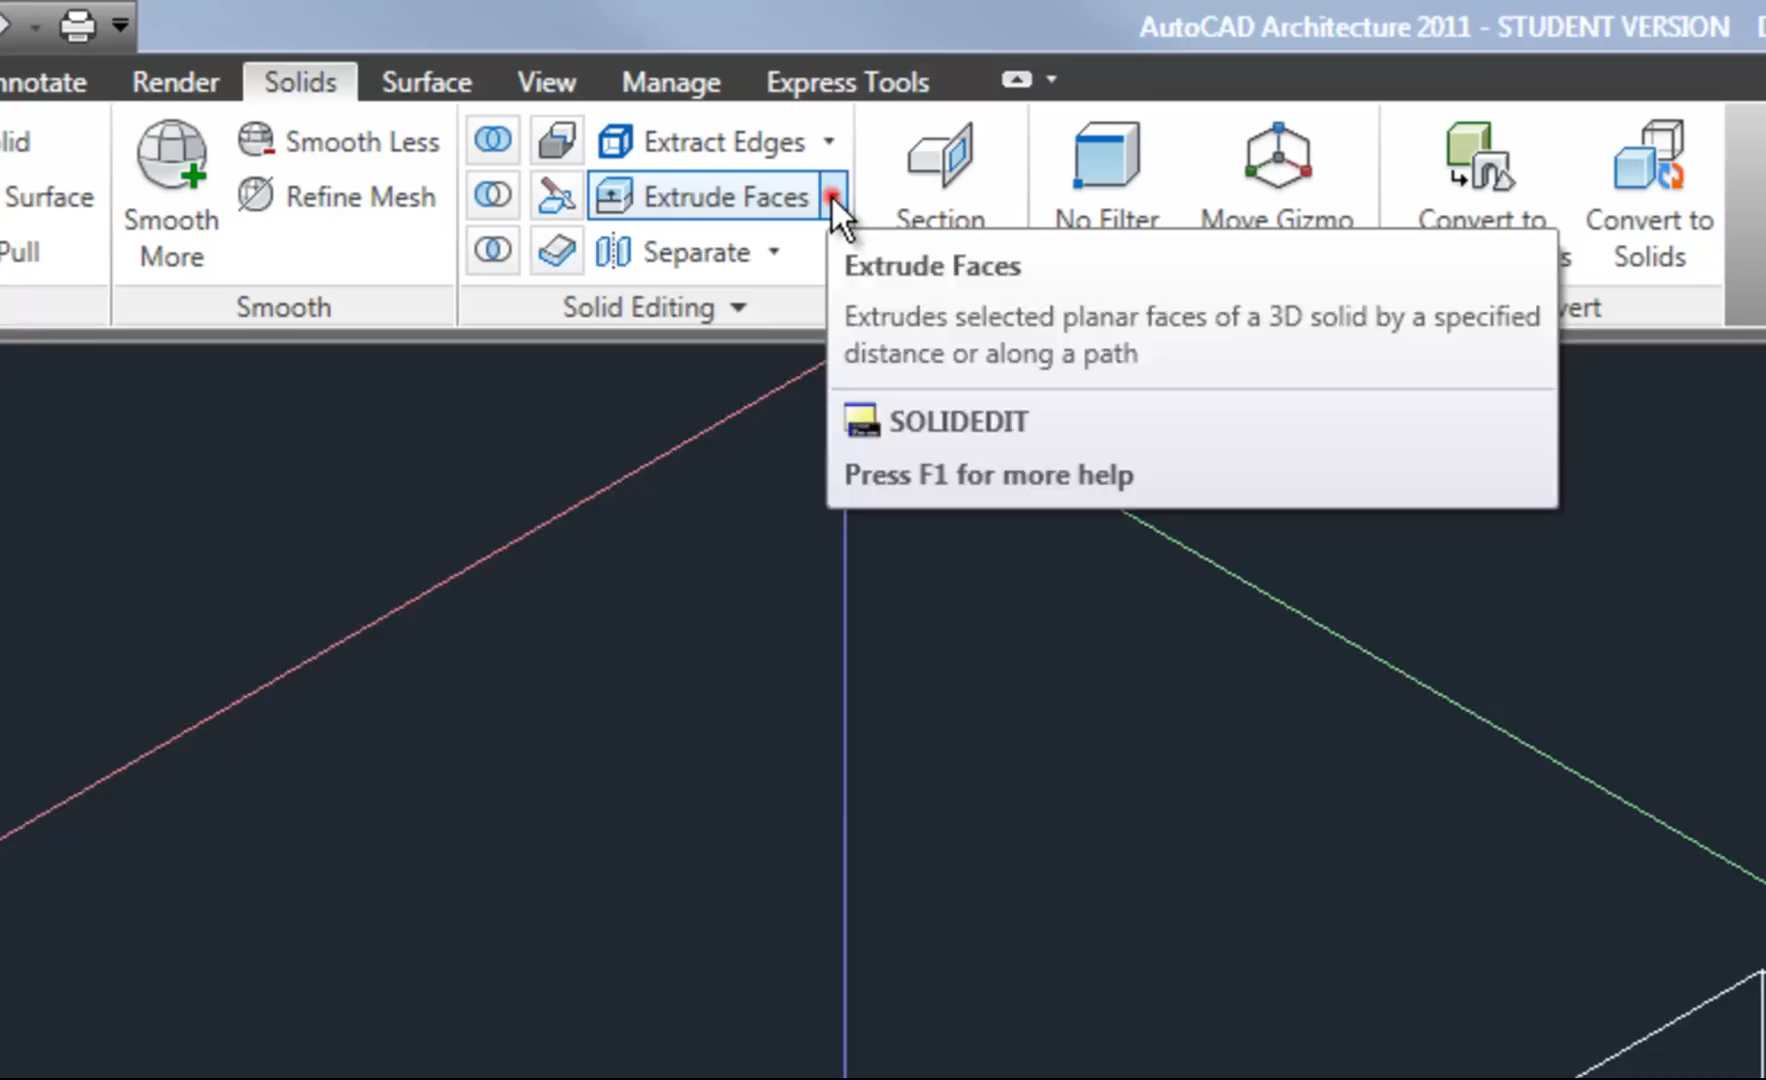 AutoCAD Architecture 2011 - STUDENT VERSION
Render Solids Surface View Manage Express Tools
Smooth More
Smooth Less
Refine Mesh
Smooth
Surface
Pull
Extract Edges
Extrude Faces
Separate
Solid Editing
Section
No Filter
Move Gizmo
Convert to
Convert to
Solids
Extrude Faces
Extrudes selected planar faces of a 3D solid by a specified
distance or along a path
SOLIDEDIT
Press F1 for more help